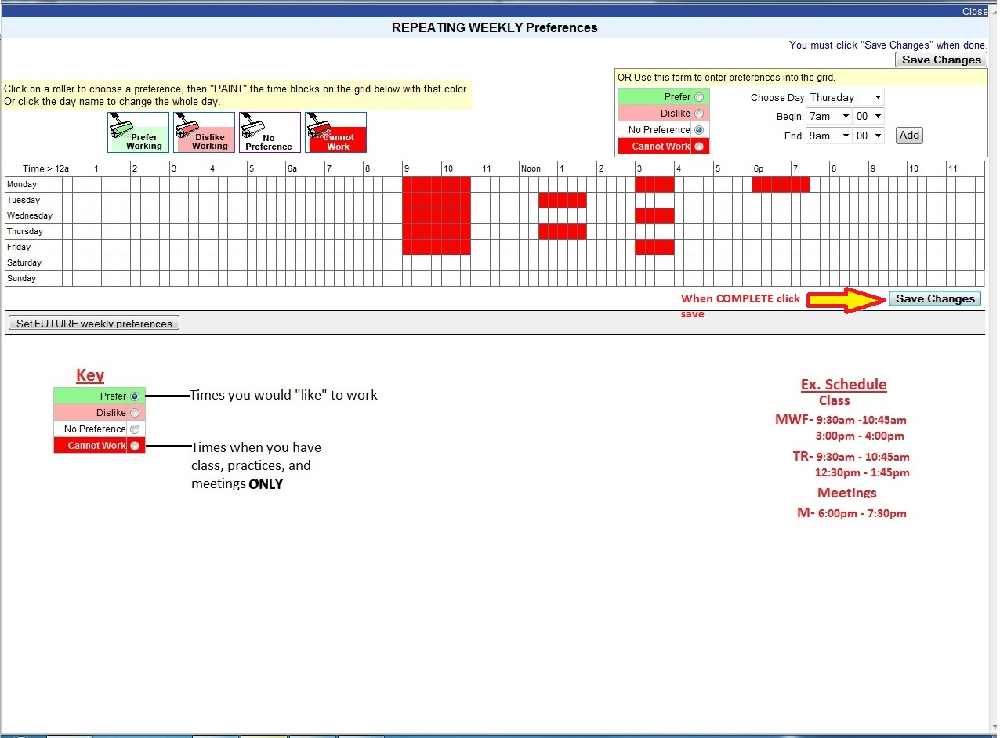 Close
REPEATING WEEKLY Preferences
You must click "Save Changes" when done.
Save Changes
Click on a roller to choose a preference, then "PAINT" the time blocks on the grid below with that color.
Or click the day name to change the whole day.
Prefer Working
Dislike Working
No Preference
Cannot Work
OR Use this form to enter preferences into the grid.
Prefer
Dislike
No Preference
Cannot Work
Choose Day Thursday
Begin: 7am 00
End: 9am 00 Add
Time > 12a 1 2 3 4 5 6a 7 8 9 10 11 Noon 1 2 3 4 5 6p 7 8 9 10 11
Monday
Tuesday
Wednesday
Thursday
Friday
Saturday
Sunday
When COMPLETE click
save
Save Changes
Set FUTURE weekly preferences
Key
Prefer
Dislike
No Preference
Cannot Work
Times you would "like" to work
Times when you have
class, practices, and
meetings ONLY
Ex. Schedule
Class
MWF- 9:30am -10:45am
3:00pm - 4:00pm
TR- 9:30am - 10:45am
12:30pm - 1:45pm
Meetings
M- 6:00pm - 7:30pm